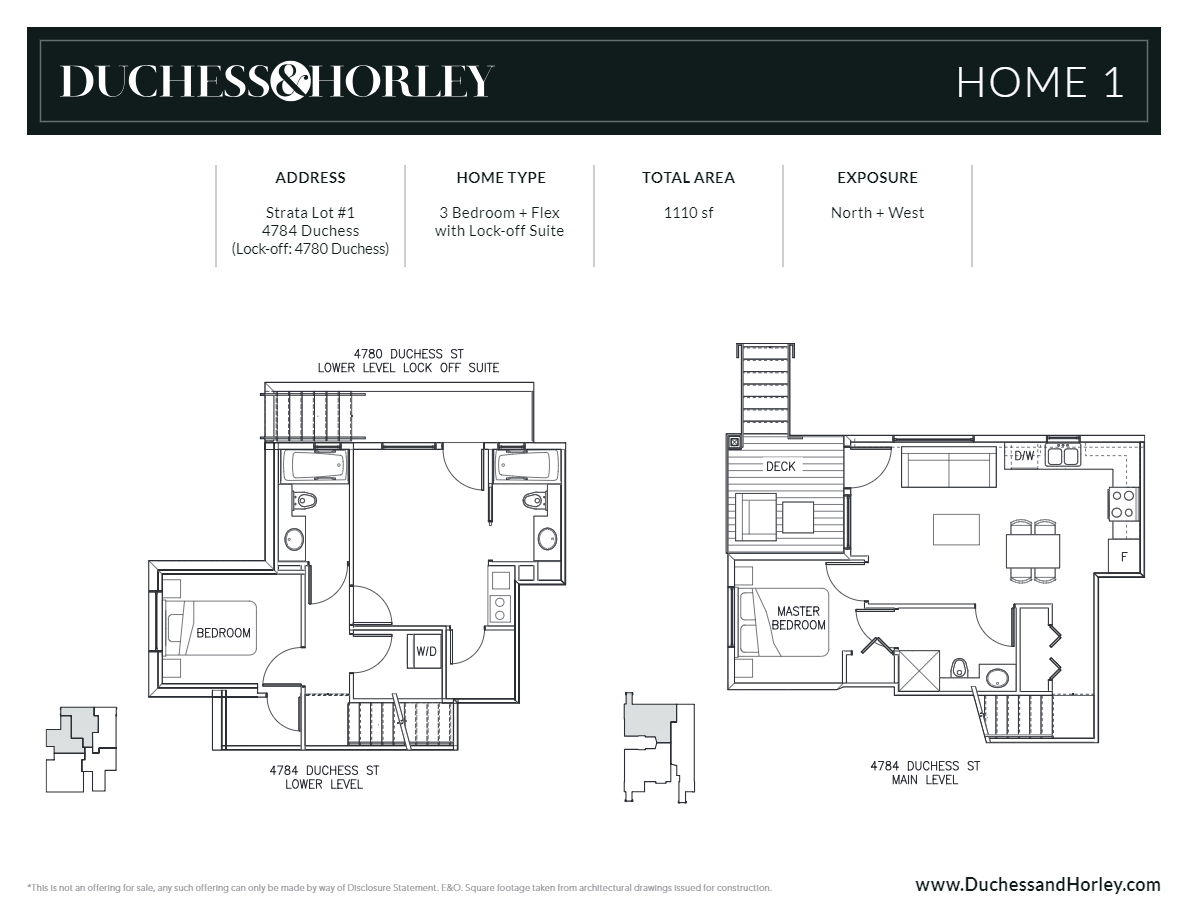 DUCHESS&HORLEY
HOME 1
ADDRESS
Strata Lot #1
4784 Duchess
(Lock-off: 4780 Duchess)
HOME TYPE
3 Bedroom + Flex
with Lock-off Suite
TOTAL AREA
1110 sf
EXPOSURE
North + West
4780 DUCHESS ST
LOWER LEVEL LOCK OFF SUITE
BEDROOM
W/D
4784 DUCHESS ST
LOWER LEVEL
DECK
D/W
F
MASTER
BEDROOM
4784 DUCHESS ST
MAIN LEVEL
*This is not an offering for sale, any such offering can only be made by way of Disclosure Statement. E&O. Square footage taken from architectural drawings issued for construction.
www.DuchessandHorley.com